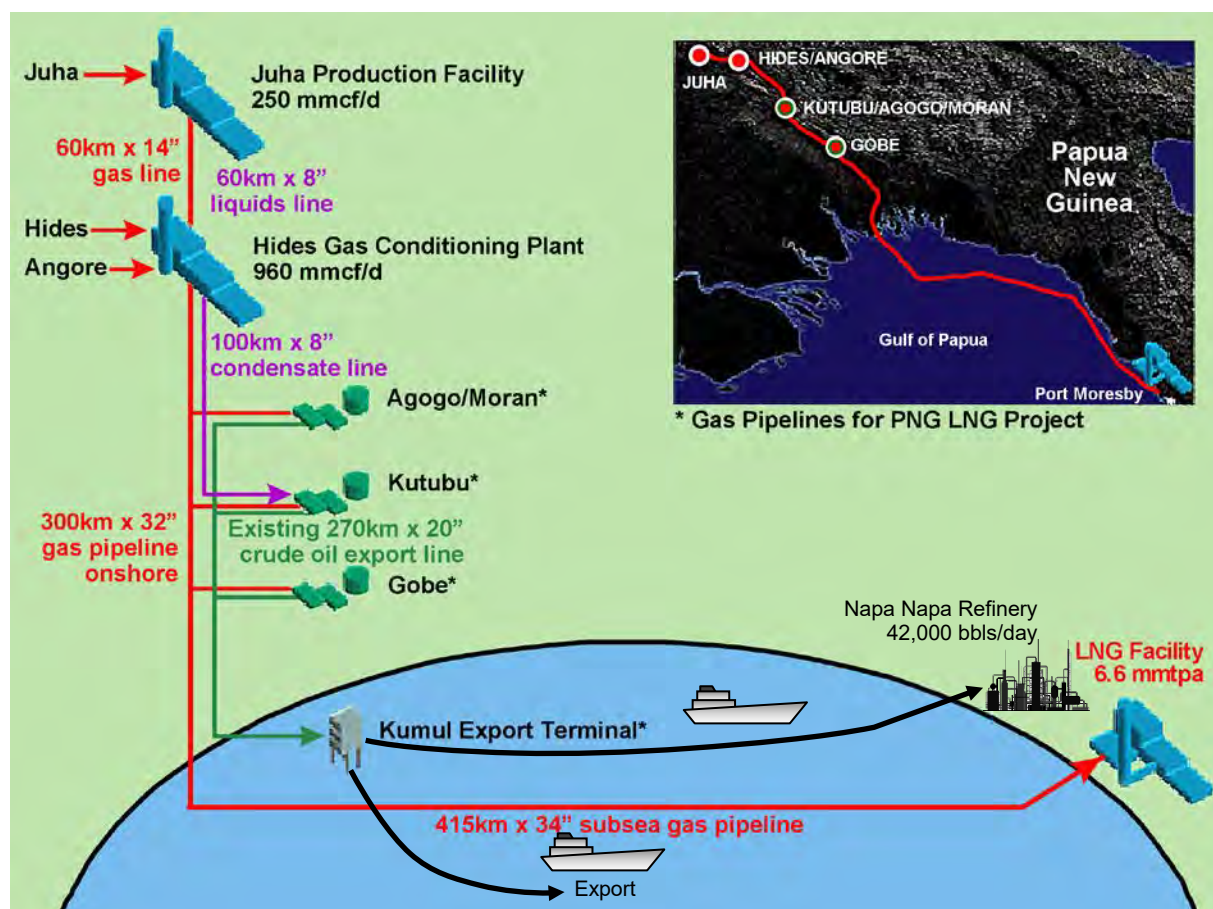 Juha
Juha Production Facility
250 mmcf/d
60km x 14”
gas line
60km x 8”
liquids line
Hides
Angore
Hides Gas Conditioning Plant
960 mmcf/d
100km x 8”
condensate line
Agogo/Moran*
Kutubu*
300km x 32”
gas pipeline
onshore
Existing 270km x 20”
crude oil export line
Gobe*
JUHA
HIDES/ANGORE
KUTUBU/AGOGO/MORAN
GOBE
Papua
New
Guinea
Gulf of Papua
Port Moresby
* Gas Pipelines for PNG LNG Project
Napa Napa Refinery
42,000 bbls/day
LNG Facility
6.6 mmtpa
Kumul Export Terminal*
415km x 34” subsea gas pipeline
Export